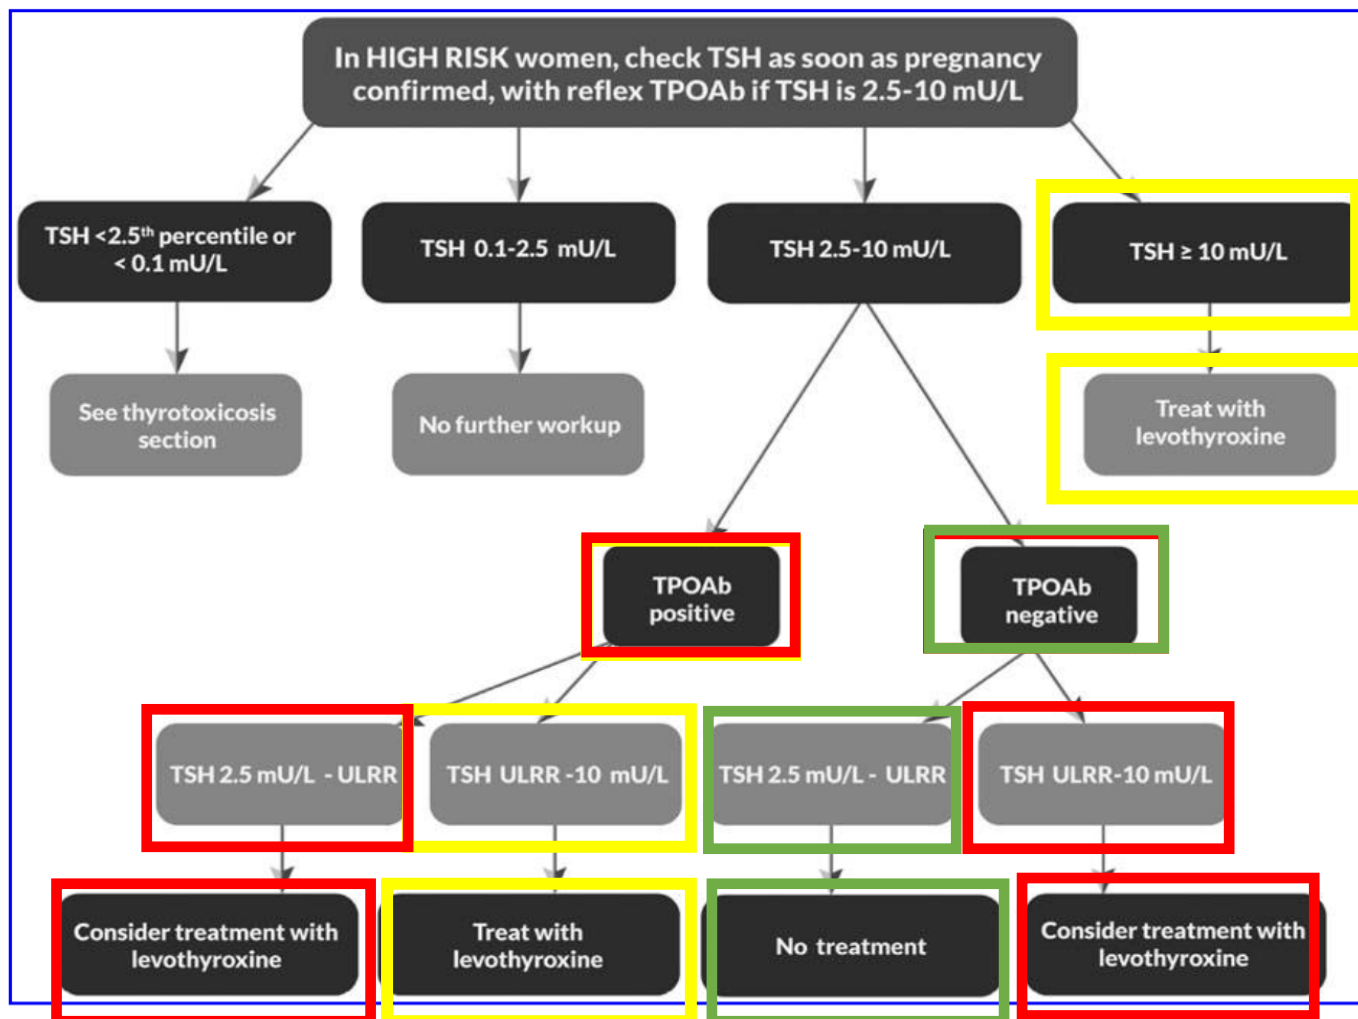 In HIGH RISK women, check TSH as soon as pregnancy
confirmed, with reflex TPOAb if TSH is 2.5-10 mU/L
TSH <2.5th percentile or
< 0.1 mU/L
TSH 0.1-2.5 mU/L
TSH 2.5-10 mU/L
TSH ≥ 10 mU/L
See thyrotoxicosis
section
No further workup
Treat with
levothyroxine
TPOAb
positive
TPOAb
negative
TSH 2.5 mU/L - ULRR
TSH ULRR -10 mU/L
TSH 2.5 mU/L - ULRR
TSH ULRR-10 mU/L
Consider treatment with
levothyroxine
Treat with
levothyroxine
No treatment
Consider treatment with
levothyroxine